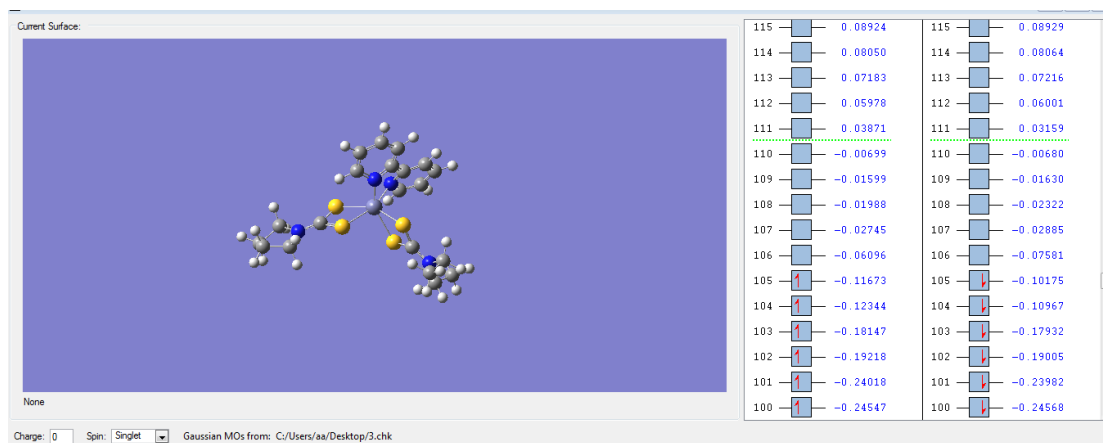 Current Surface:
115 0.08924 115 0.08929
114 0.08050 114 0.08064
113 0.07183 113 0.07216
112 0.05978 112 0.06001
111 0.03871 111 0.03159
110 -0.00699 110 -0.00680
109 -0.01599 109 -0.01630
108 -0.01988 108 -0.02322
107 -0.02745 107 -0.02885
106 -0.06096 106 -0.07581
105 -0.11673 105 -0.10175
104 -0.12344 104 -0.10967
103 -0.18147 103 -0.17932
102 -0.19218 102 -0.19005
101 -0.24018 101 -0.23982
100 -0.24547 100 -0.24568
None
Charge: 0 Spin: Singlet Gaussian MOs from: C:/Users/aa/Desktop/3.chk